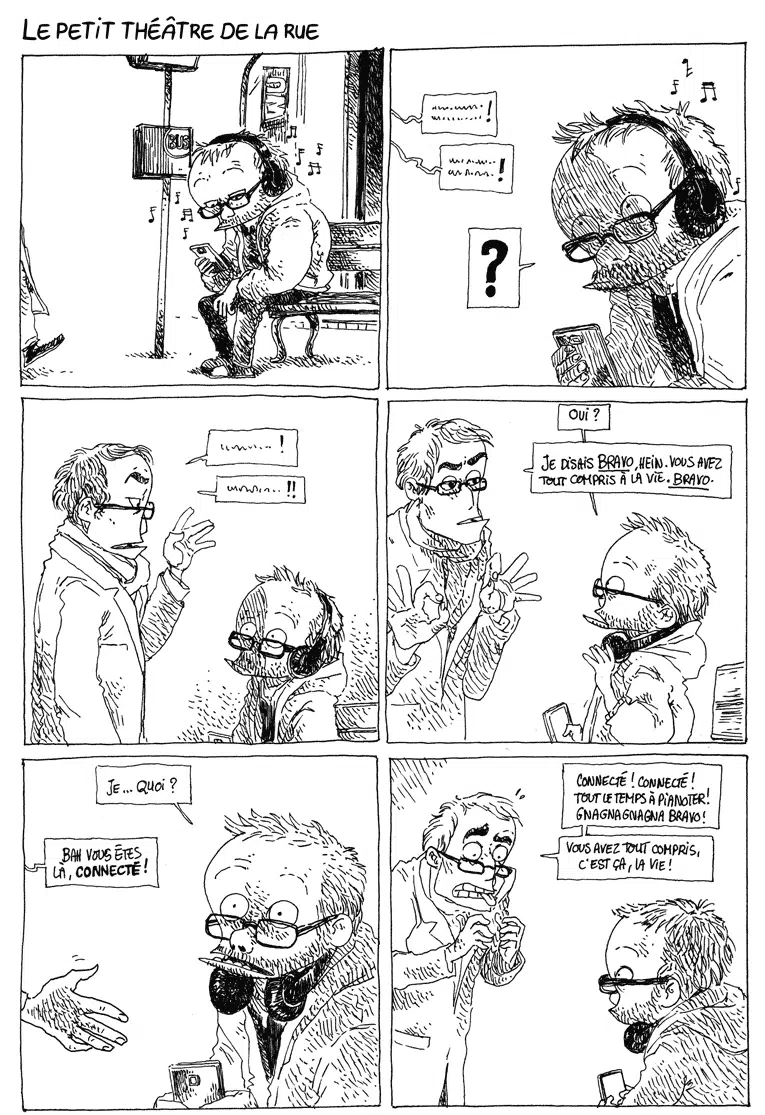 LE PETIT THÉÂTRE DE LA RUE
BUS
!
!
?
!
!!
OUI ?
JE DISAIS BRAVO, HEIN. VOUS AVEZ
TOUT COMPRIS À LA VIE. BRAVO.
JE... QUOI ?
BAH VOUS ÊTES
LÀ, CONNECTÉ !
CONNECTÉ ! CONNECTÉ !
TOUT LE TEMPS À PIANOTER !
GNAGNAGNAGNA BRAVO !
VOUS AVEZ TOUT COMPRIS,
C'EST ÇA, LA VIE !